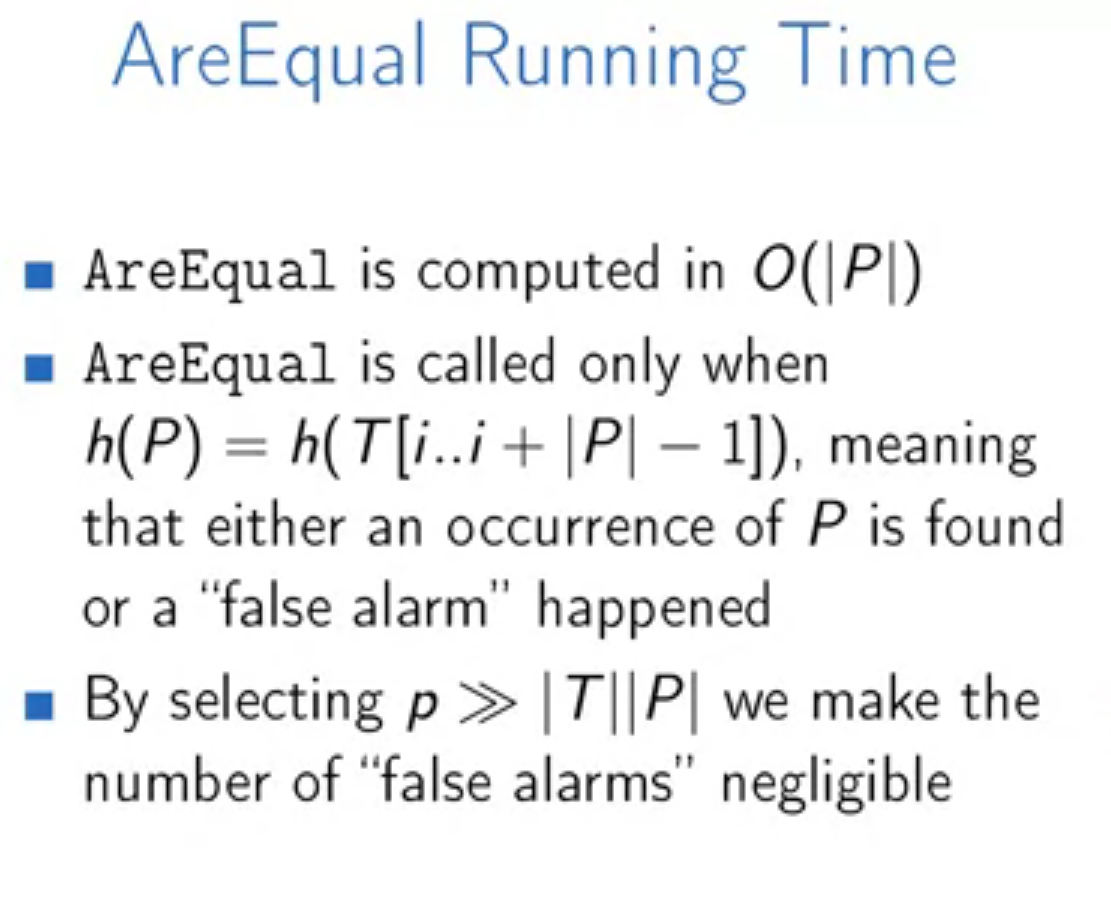 AreEqual Running Time
■ AreEqual is computed in O(|P|)
■ AreEqual is called only when
h(P) = h(T[i..i + |P| − 1]), meaning
that either an occurrence of P is found
or a “false alarm” happened
■ By selecting p ≫ |T||P| we make the
number of “false alarms” negligible